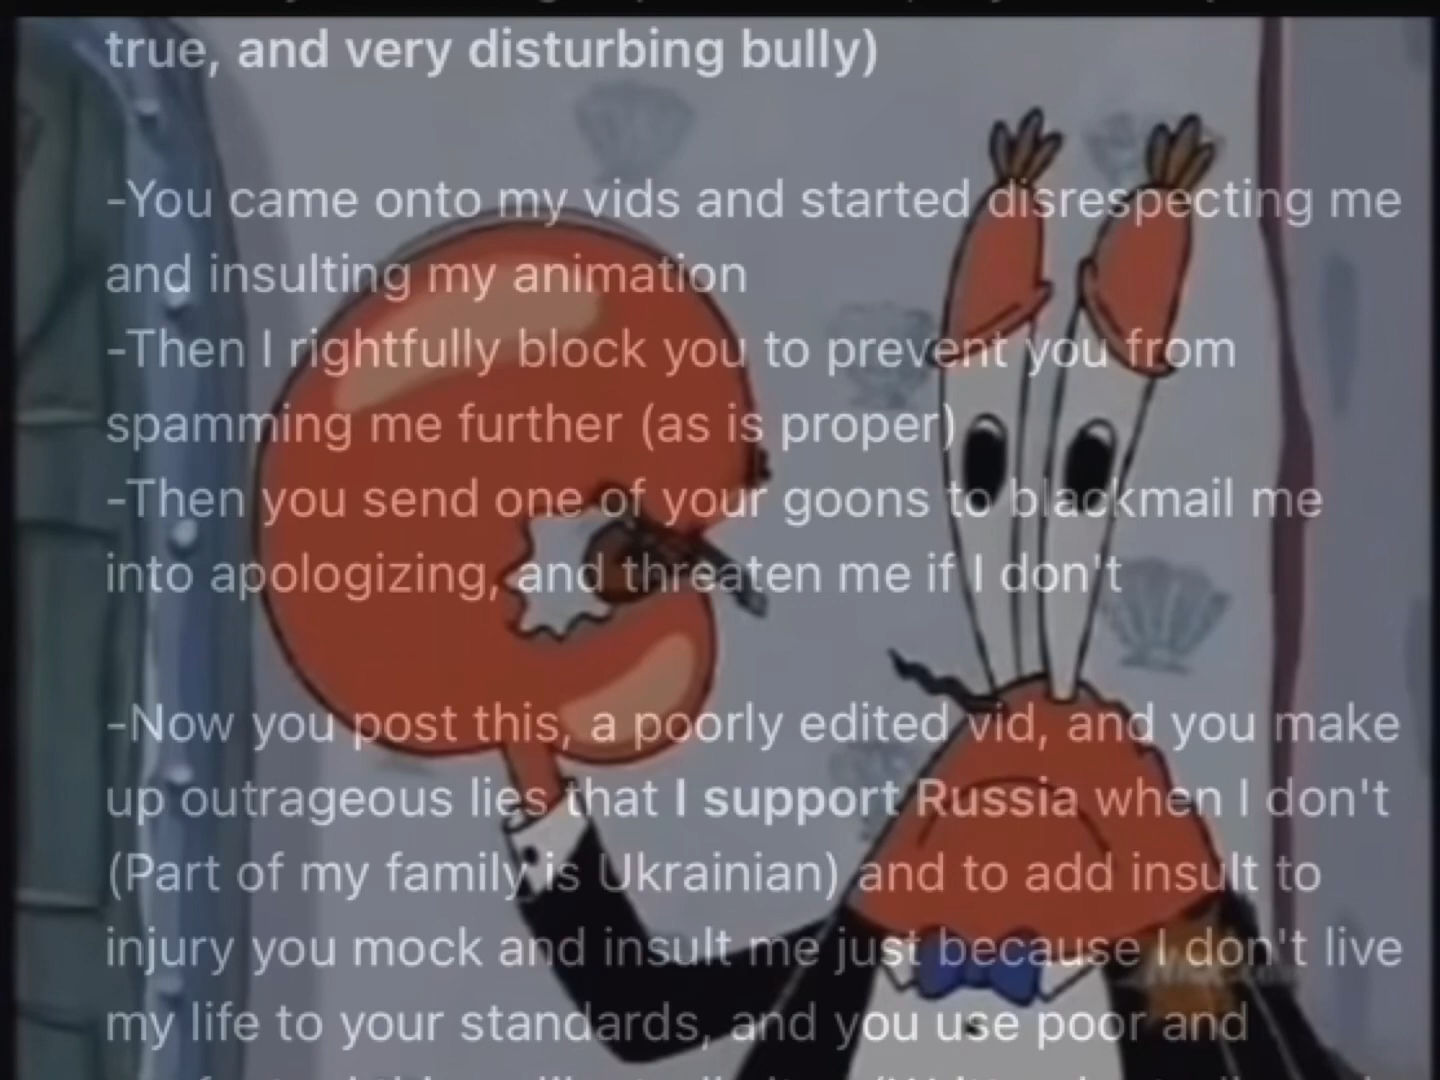 true, and very disturbing bully)
-You came onto my vids and started disrespecting me
and insulting my animation
-Then I rightfully block you to prevent you from
spamming me further (as is proper)
-Then you send one of your goons to blackmail me
into apologizing, and threaten me if I don't
-Now you post this, a poorly edited vid, and you make
up outrageous lies that I support Russia when I don't
(Part of my family is Ukrainian) and to add insult to
injury you mock and insult me just because I don't live
my life to your standards, and you use poor and